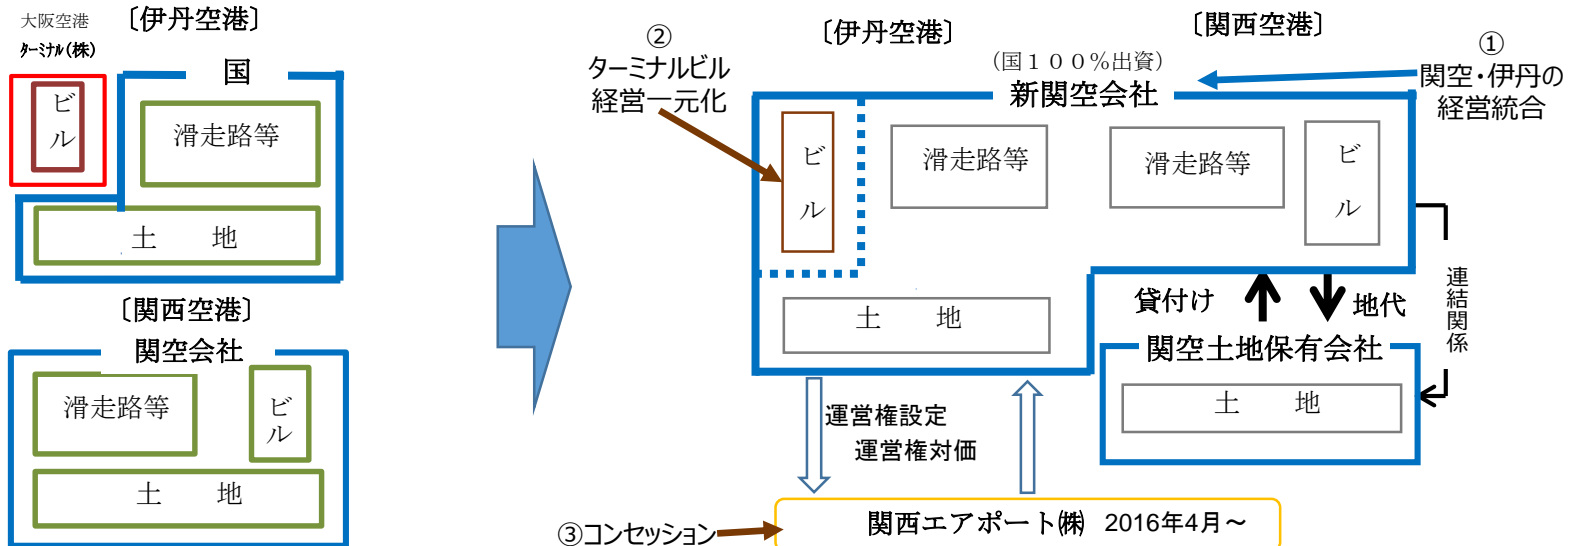 〔伊丹空港〕
大阪空港
ﾀｰﾐﾅﾙ(株)
国
ビル
滑走路等
土　地
〔関西空港〕
関空会社
滑走路等
ビル
土　地
〔伊丹空港〕
〔関西空港〕
②
ターミナルビル
経営一元化
(国１００％出資)
新関空会社
①
関空・伊丹の
経営統合
ビル
滑走路等
滑走路等
ビル
土　地
貸付け
地代
連結関係
関空土地保有会社
土　地
運営権設定
運営権対価
③コンセッション
関西エアポート㈱ 2016年4月～